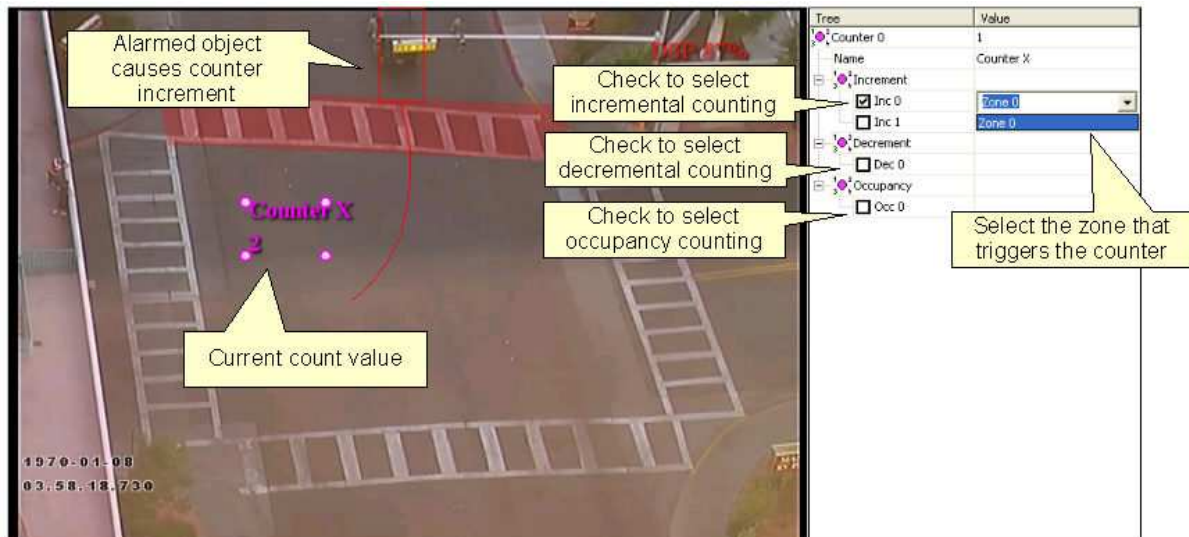 Alarmed object
causes counter
increment
Counter X
2
Current count value
1970-01-08
03.58.18.730
Check to select
incremental counting
Check to select
decremental counting
Check to select
occupancy counting
Tree Value
Counter 0 1
Name Counter X
Increment
Inc 0 Zone 0
Inc 1 Zone 0
Decrement
Dec 0
Occupancy
Occ 0
Select the zone that
triggers the counter